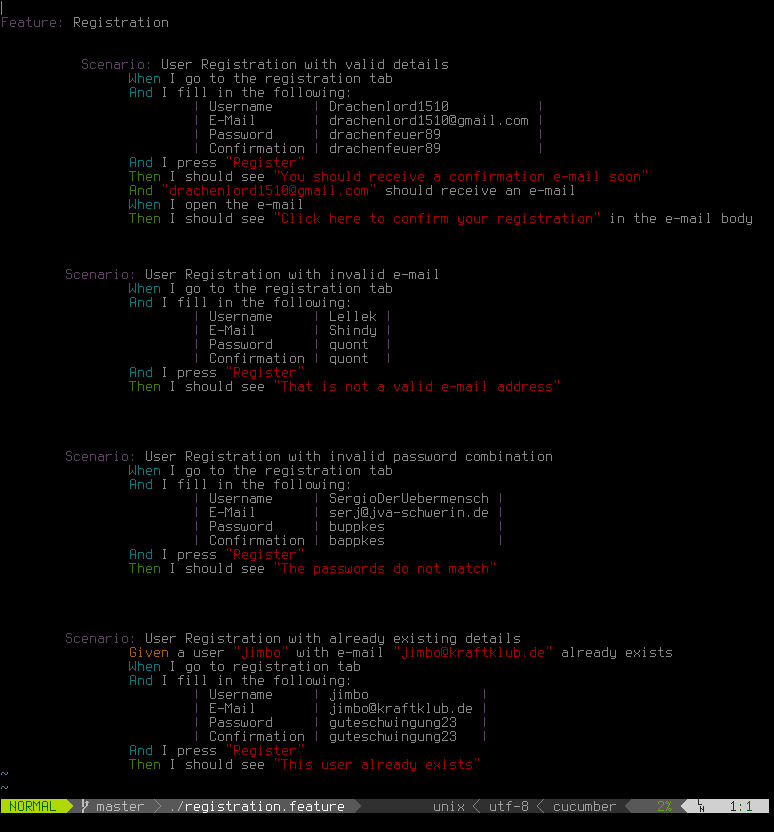 Feature: Registration
Scenario: User Registration with valid details
When I go to the registration tab
And I fill in the following:
| Username | Drachenlord1510 |
| E-Mail | drachenlord1510@gmail.com |
| Password | drachenfeuer89 |
| Confirmation | drachenfeuer89 |
And I press "Register"
Then I should see "You should receive a confirmation e-mail soon"
And "drachenlord1510@gmail.com" should receive an e-mail
When I open the e-mail
Then I should see "Click here to confirm your registration" in the e-mail body
Scenario: User Registration with invalid e-mail
When I go to the registration tab
And I fill in the following:
| Username | Lellek |
| E-Mail | Shindy |
| Password | quont |
| Confirmation | quont |
And I press "Register"
Then I should see "That is not a valid e-mail address"
Scenario: User Registration with invalid password combination
When I go to the registration tab
And I fill in the following:
| Username | SergioDerUebermensch |
| E-Mail | serj@jva-schwerin.de |
| Password | buppkes |
| Confirmation | bappkes |
And I press "Register"
Then I should see "The passwords do not match"
Scenario: User Registration with already existing details
Given a user "jimbo" with e-mail "jimbo@kraftklub.de" already exists
When I go to registration tab
And I fill in the following:
| Username | jimbo |
| E-Mail | jimbo@kraftklub.de |
| Password | guteschwingung23 |
| Confirmation | guteschwingung23 |
And I press "Register"
Then I should see "This user already exists"
~
~
NORMAL master ./registration.feature unix utf-8 cucumber 2% LN 1:1